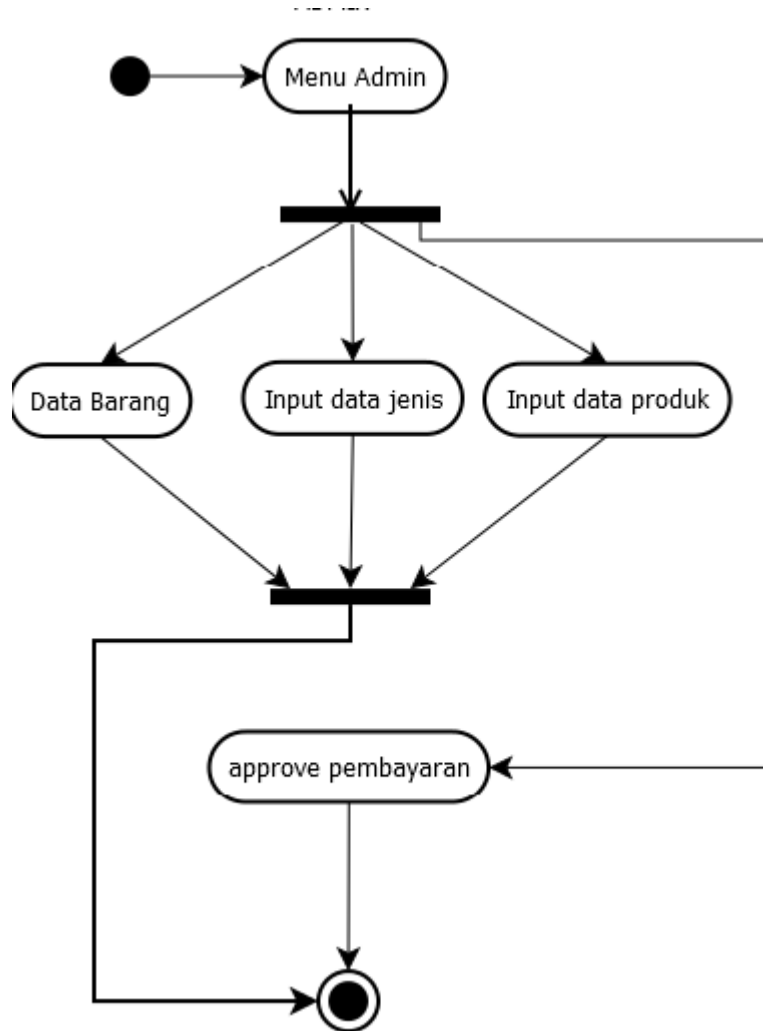 Menu Admin
Data Barang
Input data jenis
Input data produk
approve pembayaran